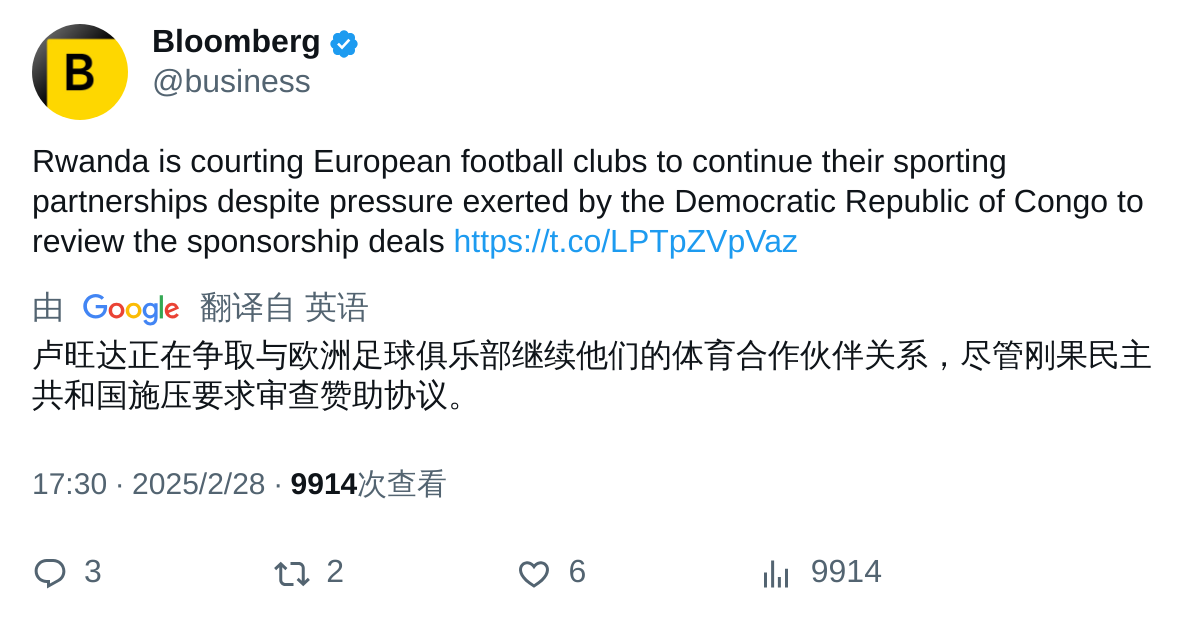 B
Bloomberg
@business
Rwanda is courting European football clubs to continue their sporting
partnerships despite pressure exerted by the Democratic Republic of Congo to
review the sponsorship deals https://t.co/LPTpZVpVaz
由 Google 翻译自 英语
卢旺达正在争取与欧洲足球俱乐部继续他们的体育合作伙伴关系，尽管刚果民主
共和国施压要求审查赞助协议。
17:30 · 2025/2/28 · 9914次查看
3 2 6 9914